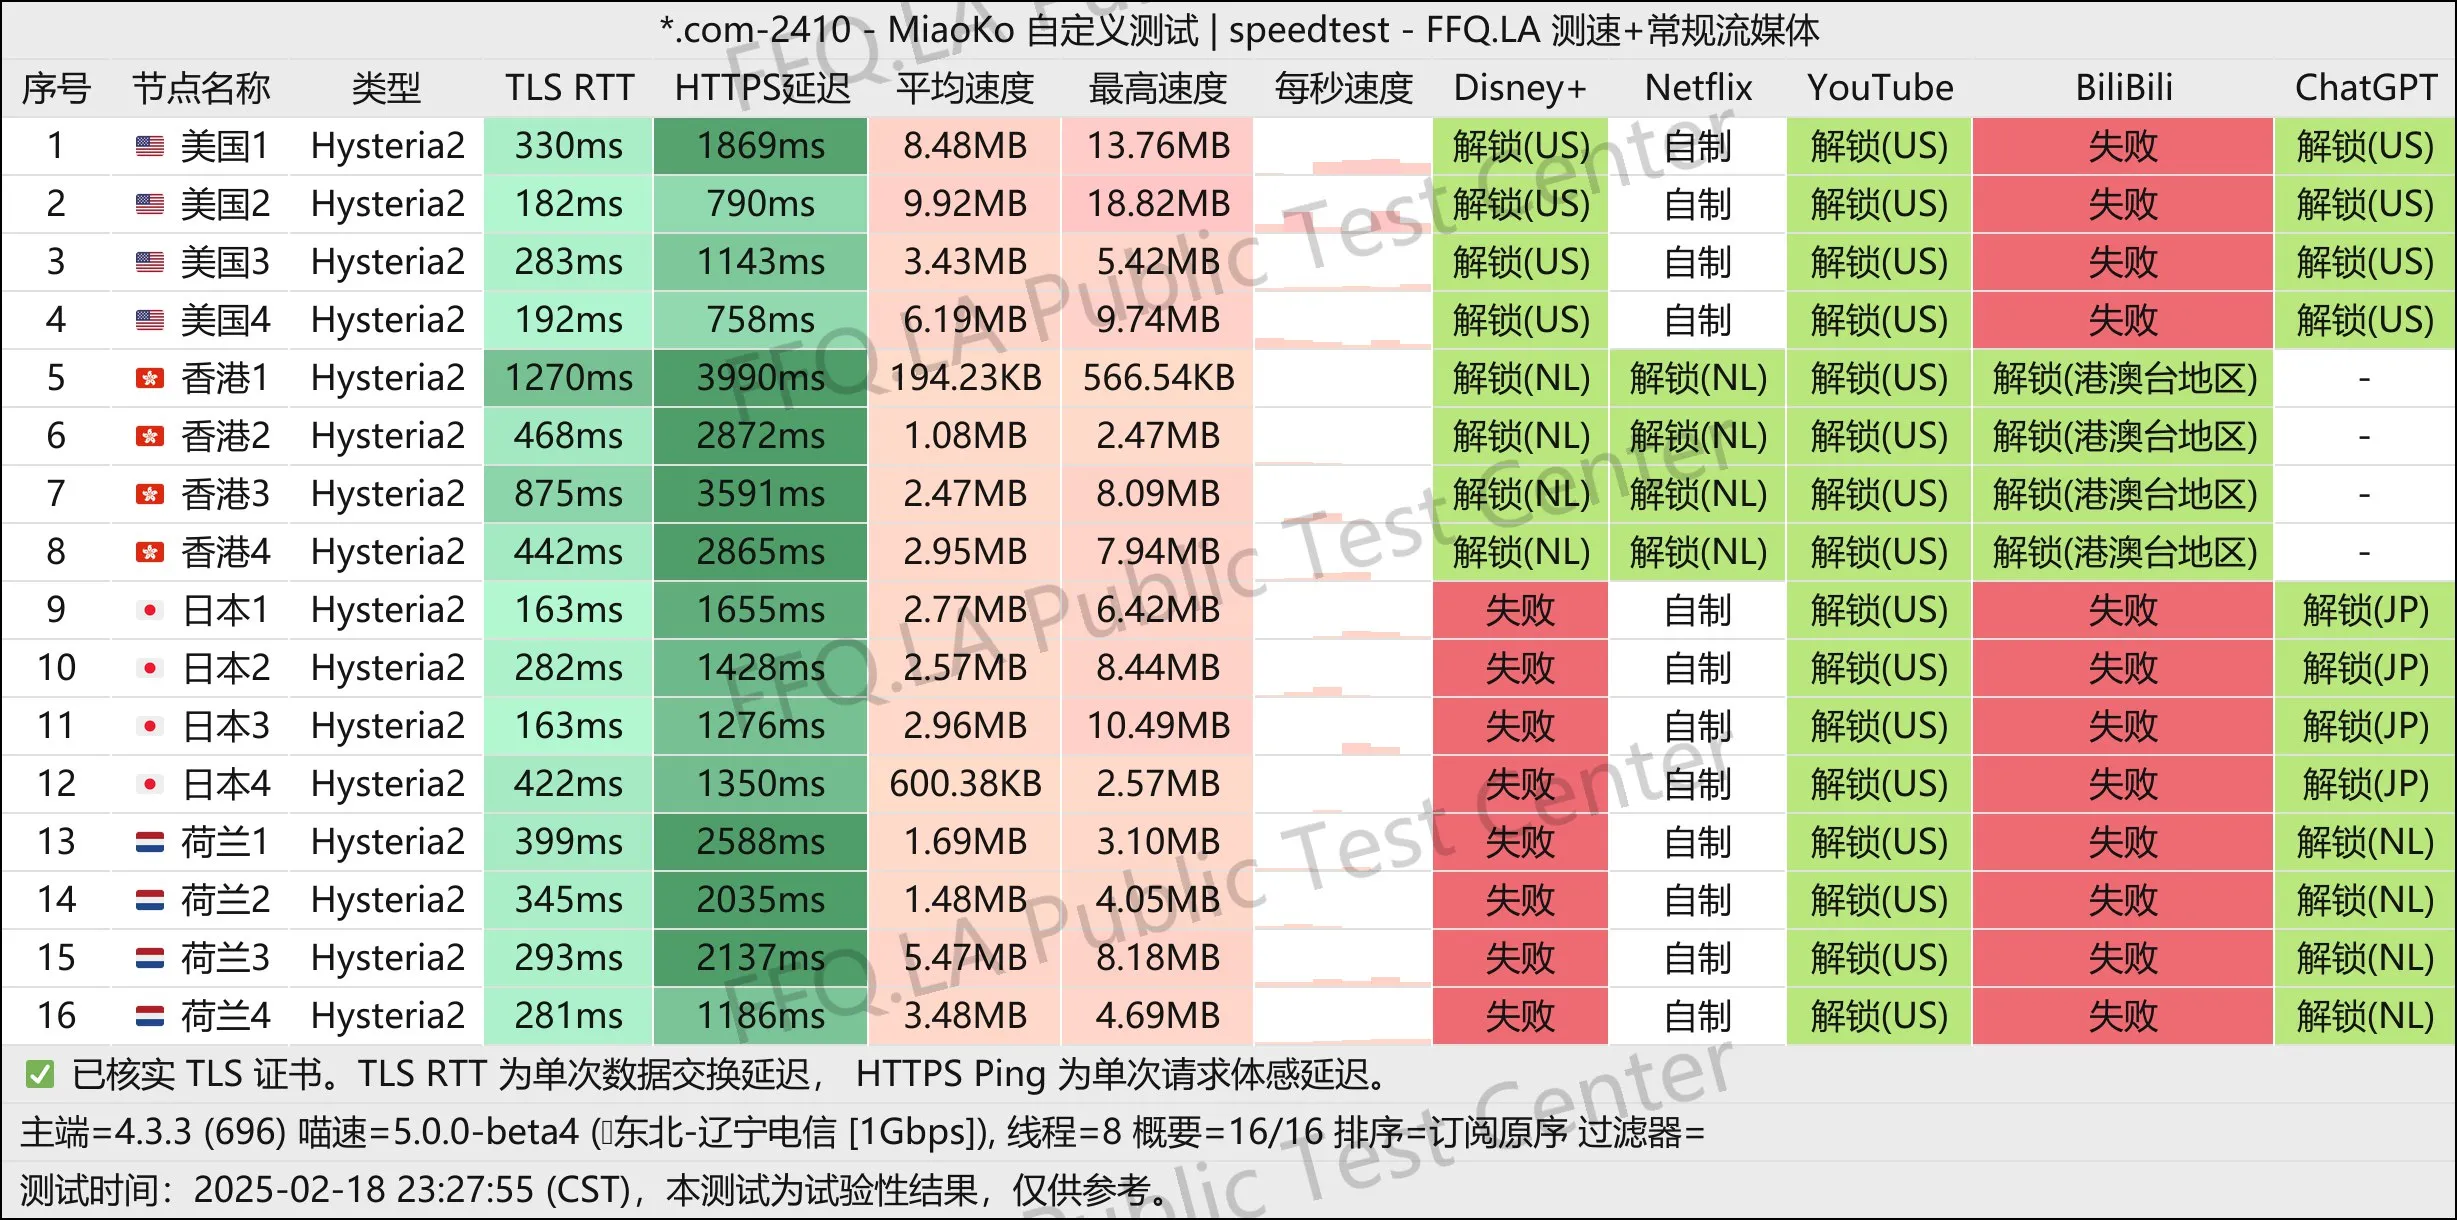 *.com-2410 - MiaoKo 自定义测试 | speedtest - FFQ.LA 测速+常规流媒体
序号 节点名称 类型 TLS RTT HTTPS延迟 平均速度 最高速度 每秒速度 Disney+ Netflix YouTube BiliBili ChatGPT
1 美国1 Hysteria2 330ms 1869ms 8.48MB 13.76MB 解锁(US) 自制 解锁(US) 失败 解锁(US)
2 美国2 Hysteria2 182ms 790ms 9.92MB 18.82MB 解锁(US) 自制 解锁(US) 失败 解锁(US)
3 美国3 Hysteria2 283ms 1143ms 3.43MB 5.42MB 解锁(US) 自制 解锁(US) 失败 解锁(US)
4 美国4 Hysteria2 192ms 758ms 6.19MB 9.74MB 解锁(US) 自制 解锁(US) 失败 解锁(US)
5 香港1 Hysteria2 1270ms 3990ms 194.23KB 566.54KB 解锁(NL) 解锁(NL) 解锁(US) 解锁(港澳台地区) -
6 香港2 Hysteria2 468ms 2872ms 1.08MB 2.47MB 解锁(NL) 解锁(NL) 解锁(US) 解锁(港澳台地区) -
7 香港3 Hysteria2 875ms 3591ms 2.47MB 8.09MB 解锁(NL) 解锁(NL) 解锁(US) 解锁(港澳台地区) -
8 香港4 Hysteria2 442ms 2865ms 2.95MB 7.94MB 解锁(NL) 解锁(NL) 解锁(US) 解锁(港澳台地区) -
9 日本1 Hysteria2 163ms 1655ms 2.77MB 6.42MB 失败 自制 解锁(US) 失败 解锁(JP)
10 日本2 Hysteria2 282ms 1428ms 2.57MB 8.44MB 失败 自制 解锁(US) 失败 解锁(JP)
11 日本3 Hysteria2 163ms 1276ms 2.96MB 10.49MB 失败 自制 解锁(US) 失败 解锁(JP)
12 日本4 Hysteria2 422ms 1350ms 600.38KB 2.57MB 失败 自制 解锁(US) 失败 解锁(JP)
13 荷兰1 Hysteria2 399ms 2588ms 1.69MB 3.10MB 失败 自制 解锁(US) 失败 解锁(NL)
14 荷兰2 Hysteria2 345ms 2035ms 1.48MB 4.05MB 失败 自制 解锁(US) 失败 解锁(NL)
15 荷兰3 Hysteria2 293ms 2137ms 5.47MB 8.18MB 失败 自制 解锁(US) 失败 解锁(NL)
16 荷兰4 Hysteria2 281ms 1186ms 3.48MB 4.69MB 失败 自制 解锁(US) 失败 解锁(NL)
✅ 已核实 TLS 证书。TLS RTT 为单次数据交换延迟， HTTPS Ping 为单次请求体感延迟。
主端=4.3.3 (696) 喵速=5.0.0-beta4 (东北-辽宁电信 [1Gbps]), 线程=8 概要=16/16 排序=订阅原序 过滤器=
测试时间：2025-02-18 23:27:55 (CST)，本测试为试验性结果，仅供参考。
FFQ.LA Public Test Center
FFQ.LA Public Test Center
FFQ.LA Public Test Center
FFQ.LA Public Test Center